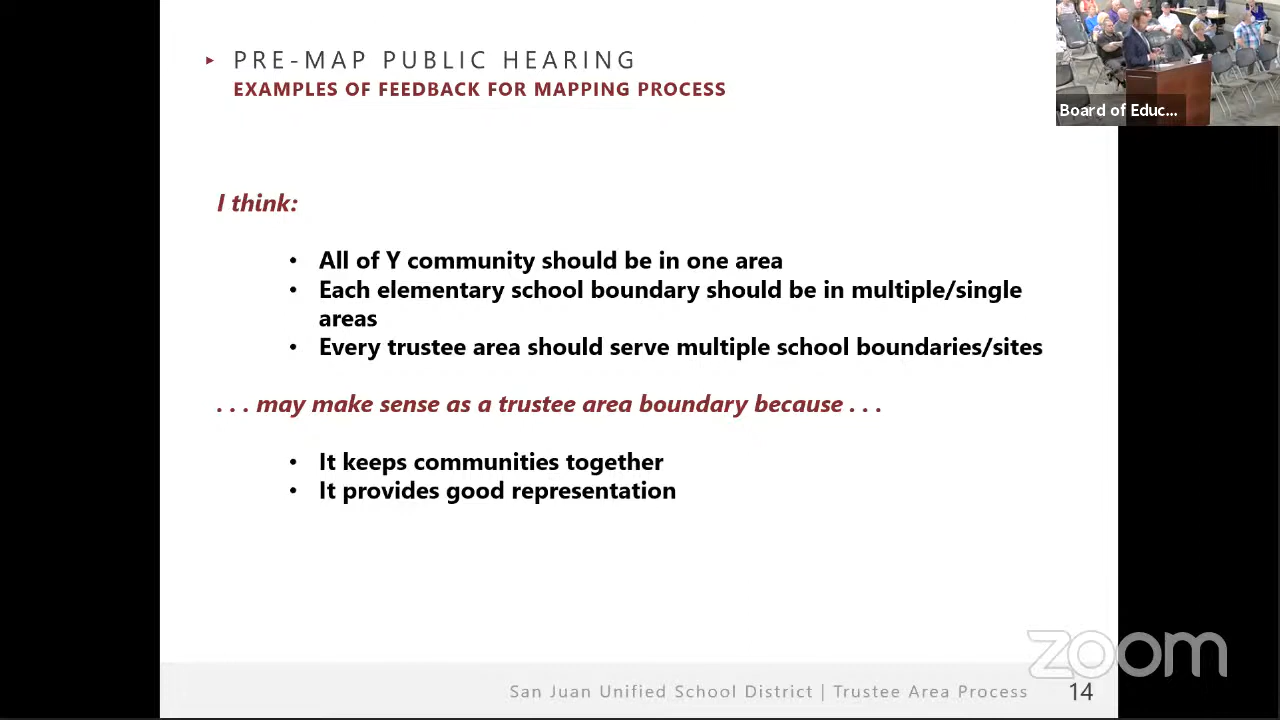 PRE-MAP PUBLIC HEARING
EXAMPLES OF FEEDBACK FOR MAPPING PROCESS
Board of Educ...
I think:
• All of Y community should be in one area
• Each elementary school boundary should be in multiple/single
areas
• Every trustee area should serve multiple school boundaries/sites
. . . may make sense as a trustee area boundary because . . .
• It keeps communities together
• It provides good representation
zoom
San Juan Unified School District | Trustee Area Process 14